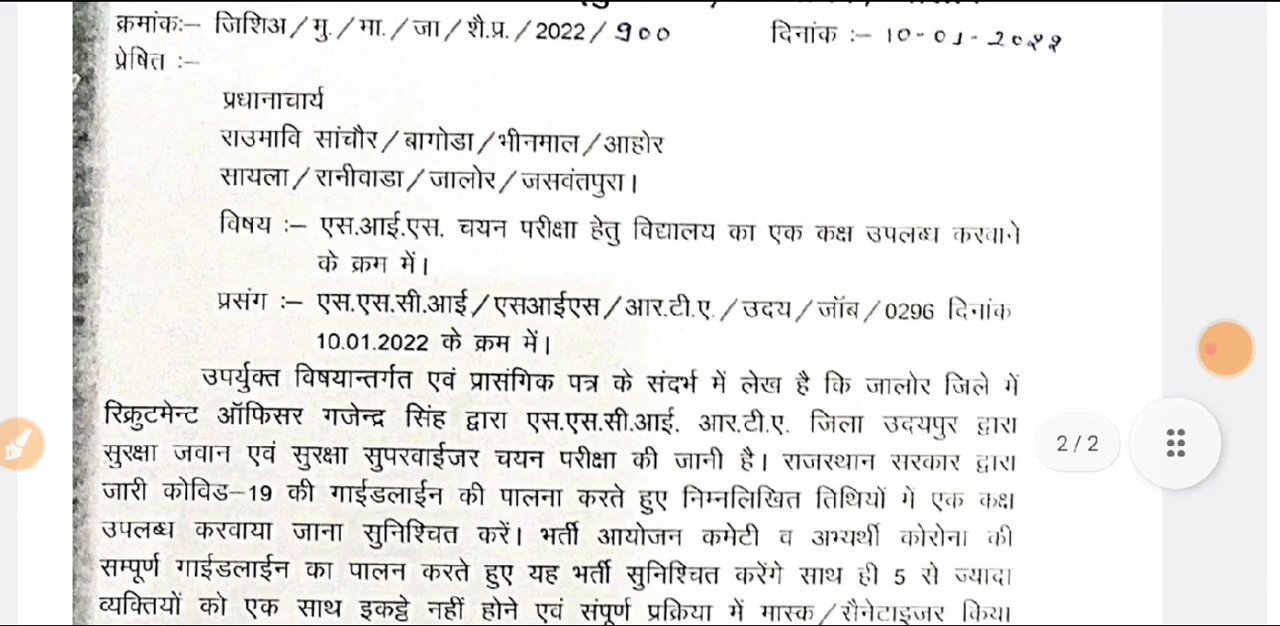 क्रमांकः– जिशिअ/मु./मा./जा/शै.प्र./2022/900 दिनांक :– 10-01-2022
प्रेषित :–
प्रधानाचार्य
राउमावि सांचौर/बागोडा/भीनमाल/आहोर
सायला/रानीवाडा/जालोर/जसवंतपुरा।
विषय :– एस.आई.एस. चयन परीक्षा हेतु विद्यालय का एक कक्ष उपलब्ध करवाने
के क्रम में।
प्रसंग :– एस.एस.सी.आई/एसआईएस/आर.टी.ए./उदय/जॉब/0296 दिनांक
10.01.2022 के क्रम में।
उपर्युक्त विषयान्तर्गत एवं प्रासंगिक पत्र के संदर्भ में लेख है कि जालोर जिले में
रिक्रुटमेन्ट ऑफिसर गजेन्द्र सिंह द्वारा एस.एस.सी.आई. आर.टी.ए. जिला उदयपुर द्वारा
सुरक्षा जवान एवं सुरक्षा सुपरवाईजर चयन परीक्षा की जानी है। राजस्थान सरकार द्वारा
जारी कोविड–19 की गाईडलाईन की पालना करते हुए निम्नलिखित तिथियों में एक कक्ष
उपलब्ध करवाया जाना सुनिश्चित करें। भर्ती आयोजन कमेटी व अभ्यर्थी कोरोना की
सम्पूर्ण गाईडलाईन का पालन करते हुए यह भर्ती सुनिश्चित करेंगे साथ ही 5 से ज्यादा
व्यक्तियों को एक साथ इकट्ठे नहीं होने एवं संपूर्ण प्रक्रिया में मास्क/सैनेटाइजर किया
2/2